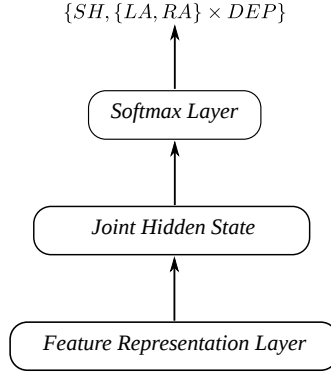 {SH, {LA, RA} × DEP}
Softmax Layer
Joint Hidden State
Feature Representation Layer